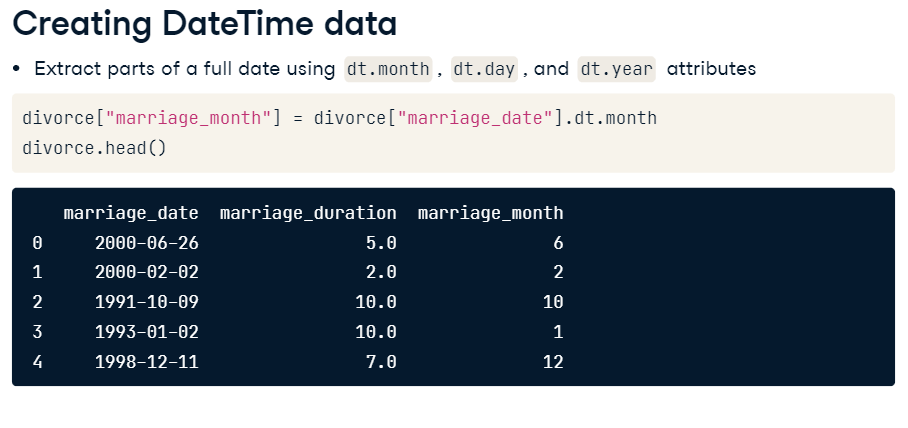 Creating DateTime data
• Extract parts of a full date using dt.month , dt.day , and dt.year attributes
divorce["marriage_month"] = divorce["marriage_date"].dt.month
divorce.head()
marriage_date marriage_duration marriage_month
0 2000-06-26 5.0 6
1 2000-02-02 2.0 2
2 1991-10-09 10.0 10
3 1993-01-02 10.0 1
4 1998-12-11 7.0 12